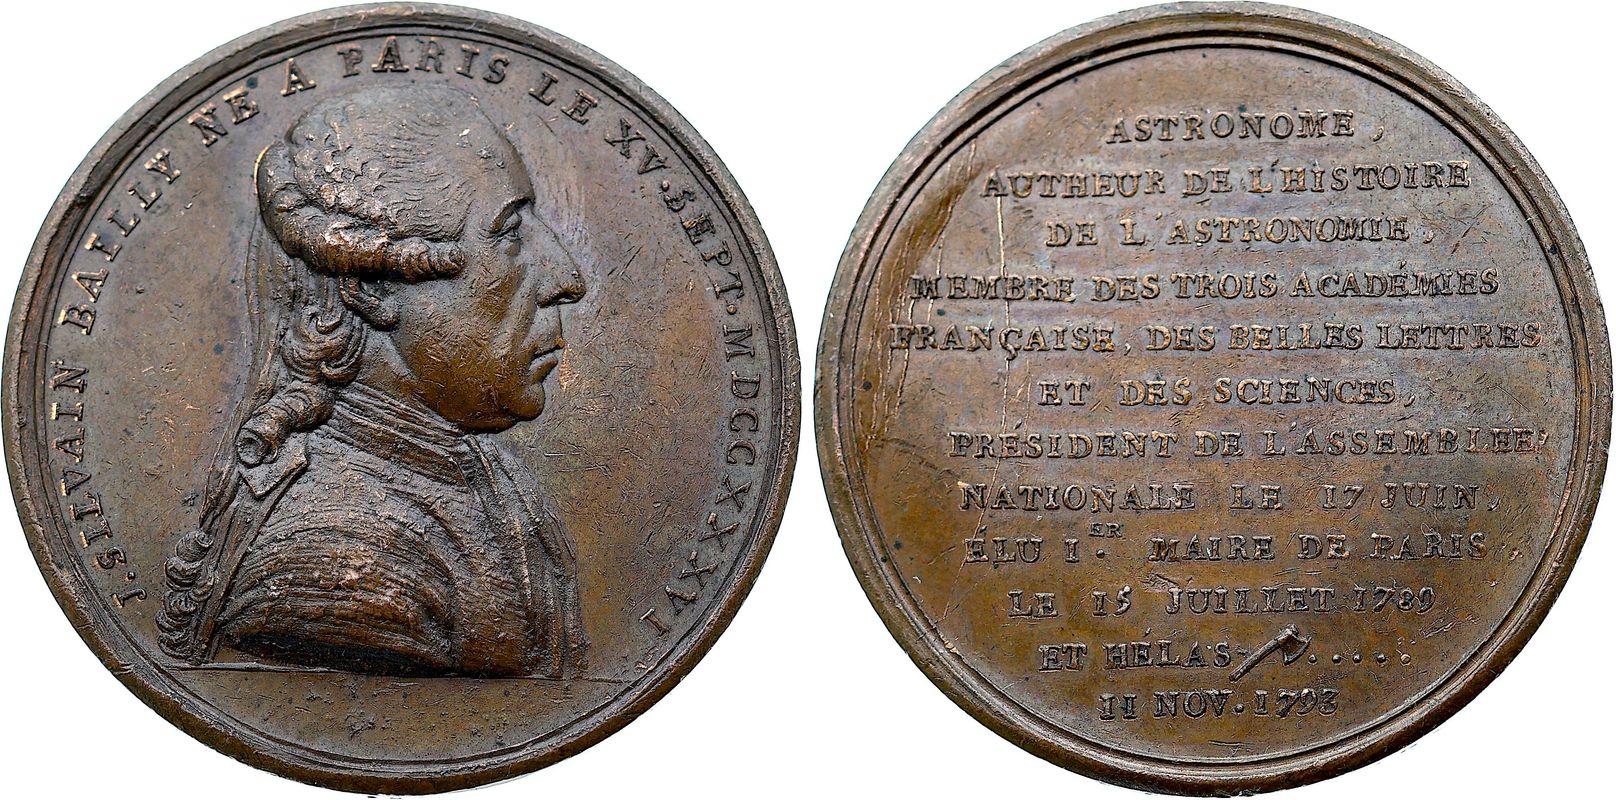 J. SILVAIN BAILLY NE A PARIS LE XV. SEPT. MDCCXXXVI
ASTRONOME,
AUTHEUR DE L'HISTOIRE
DE L'ASTRONOMIE,
MEMBRE DES TROIS ACADÉMIES
FRANÇAISE, DES BELLES LETTRES
ET DES SCIENCES,
PRESIDENT DE L'ASSEMBLEE
NATIONALE LE 17 JUIN,
ÉLU I.ER MAIRE DE PARIS
LE 15 JUILLET 1789
ET HÉLAS .....
11 NOV. 1793